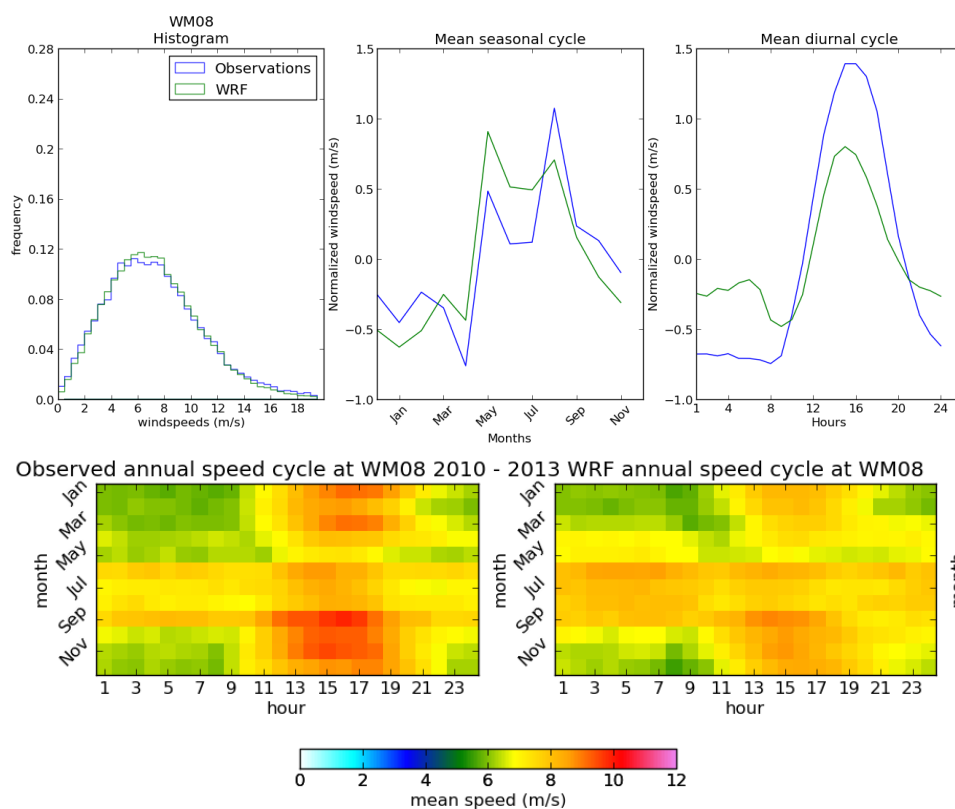 WM08
Histogram
0.28
0.24
0.2
0.16
0.12
0.08
0.04
0.0
frequency
0 2 4 6 8 10 12 14 16 18
windspeeds (m/s)
Observations
WRF
Mean seasonal cycle
1.5
1.0
0.5
0.0
−0.5
−1.0
Normalized windspeed (m/s)
Jan Mar May Jul Sep Nov
Months
Mean diurnal cycle
1.5
1.0
0.5
0.0
−0.5
−1.0
Normalized windspeed (m/s)
1 4 8 12 16 20 24
Hours
Observed annual speed cycle at WM08 2010 - 2013 WRF annual speed cycle at WM08
Jan
Mar
May
Jul
Sep
Nov
month
1 3 5 7 9 11 13 15 17 19 21 23
hour
Jan
Mar
May
Jul
Sep
Nov
month
1 3 5 7 9 11 13 15 17 19 21 23
hour
month
0 2 4 6 8 10 12
mean speed (m/s)